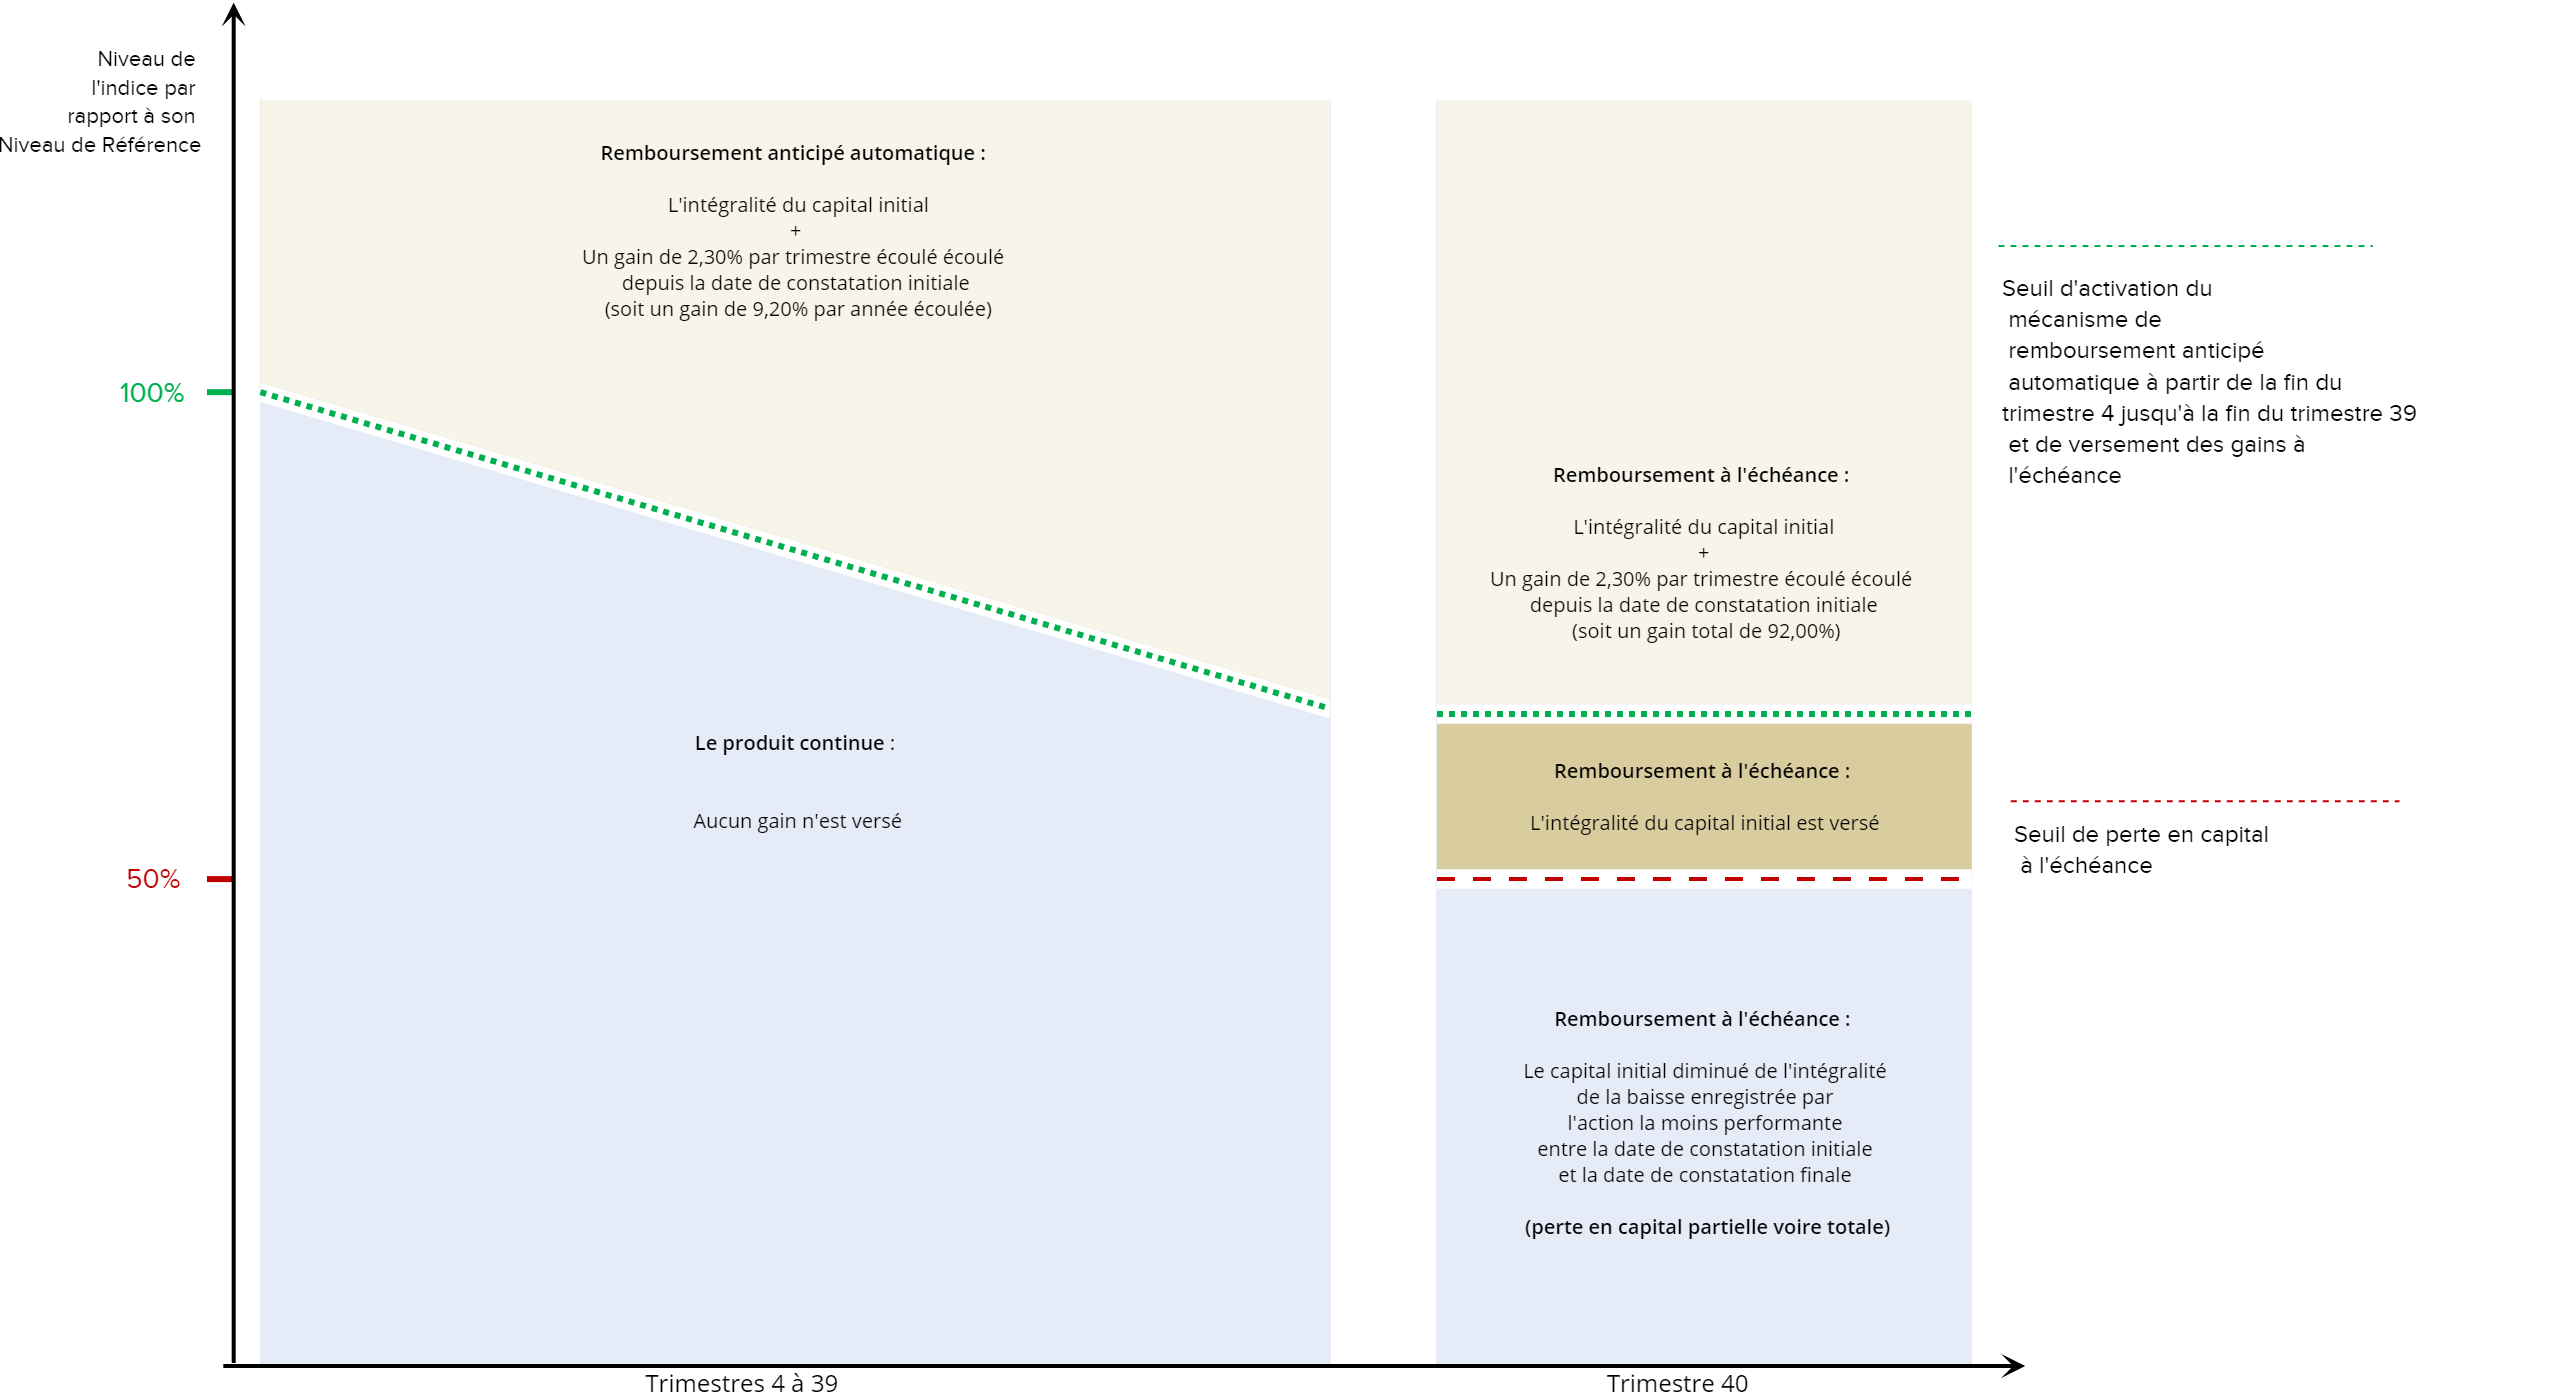 Niveau de
l'indice par
rapport à son
Niveau de Référence
100%
50%
Remboursement anticipé automatique :
L'intégralité du capital initial
+
Un gain de 2,30% par trimestre écoulé écoulé
depuis la date de constatation initiale
(soit un gain de 9,20% par année écoulée)
Le produit continue :
Aucun gain n'est versé
Remboursement à l'échéance :
L'intégralité du capital initial
+
Un gain de 2,30% par trimestre écoulé écoulé
depuis la date de constatation initiale
(soit un gain total de 92,00%)
Remboursement à l'échéance :
L'intégralité du capital initial est versé
Remboursement à l'échéance :
Le capital initial diminué de l'intégralité
de la baisse enregistrée par
l'action la moins performante
entre la date de constatation initiale
et la date de constatation finale
(perte en capital partielle voire totale)
Seuil d'activation du
mécanisme de
remboursement anticipé
automatique à partir de la fin du
trimestre 4 jusqu'à la fin du trimestre 39
et de versement des gains à
l'échéance
Seuil de perte en capital
à l'échéance
Trimestres 4 à 39
Trimestre 40